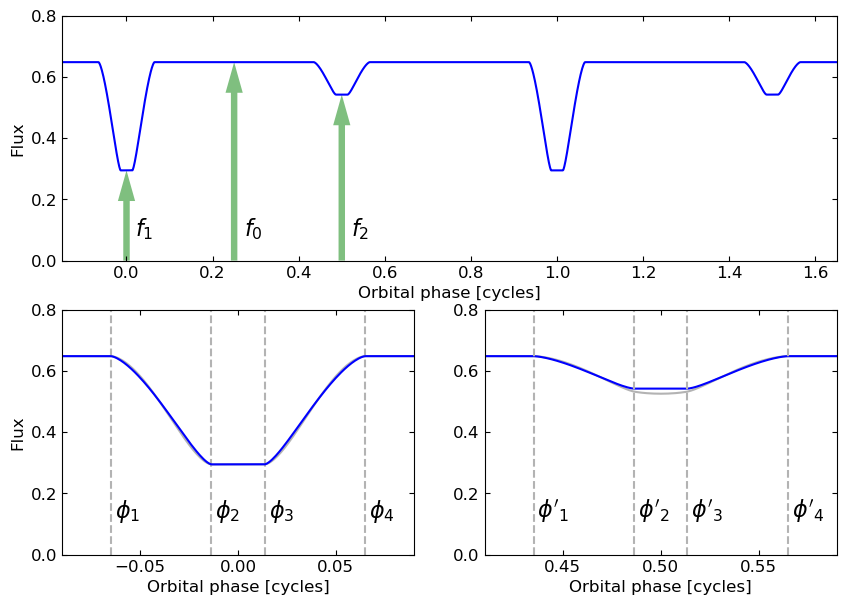 0.8
0.6
0.4
0.2
0.0
Flux
f₁
f₀
f₂
0.0 0.2 0.4 0.6 0.8 1.0 1.2 1.4 1.6
Orbital phase [cycles]
0.8
0.6
0.4
0.2
0.0
Flux
ϕ₁ ϕ₂ ϕ₃ ϕ₄
−0.05 0.00 0.05
Orbital phase [cycles]
0.8
0.6
0.4
0.2
0.0
ϕ′₁ ϕ′₂ ϕ′₃ ϕ′₄
0.45 0.50 0.55
Orbital phase [cycles]